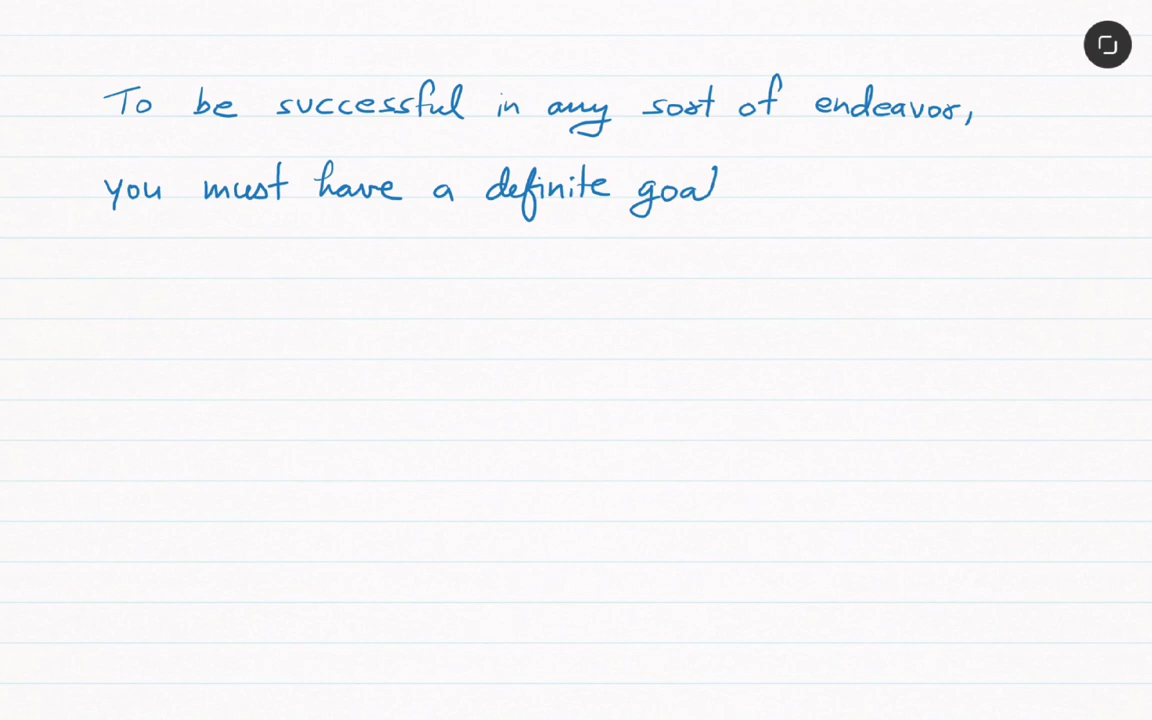 To be successful in any sort of endeavor,
you must have a definite goal